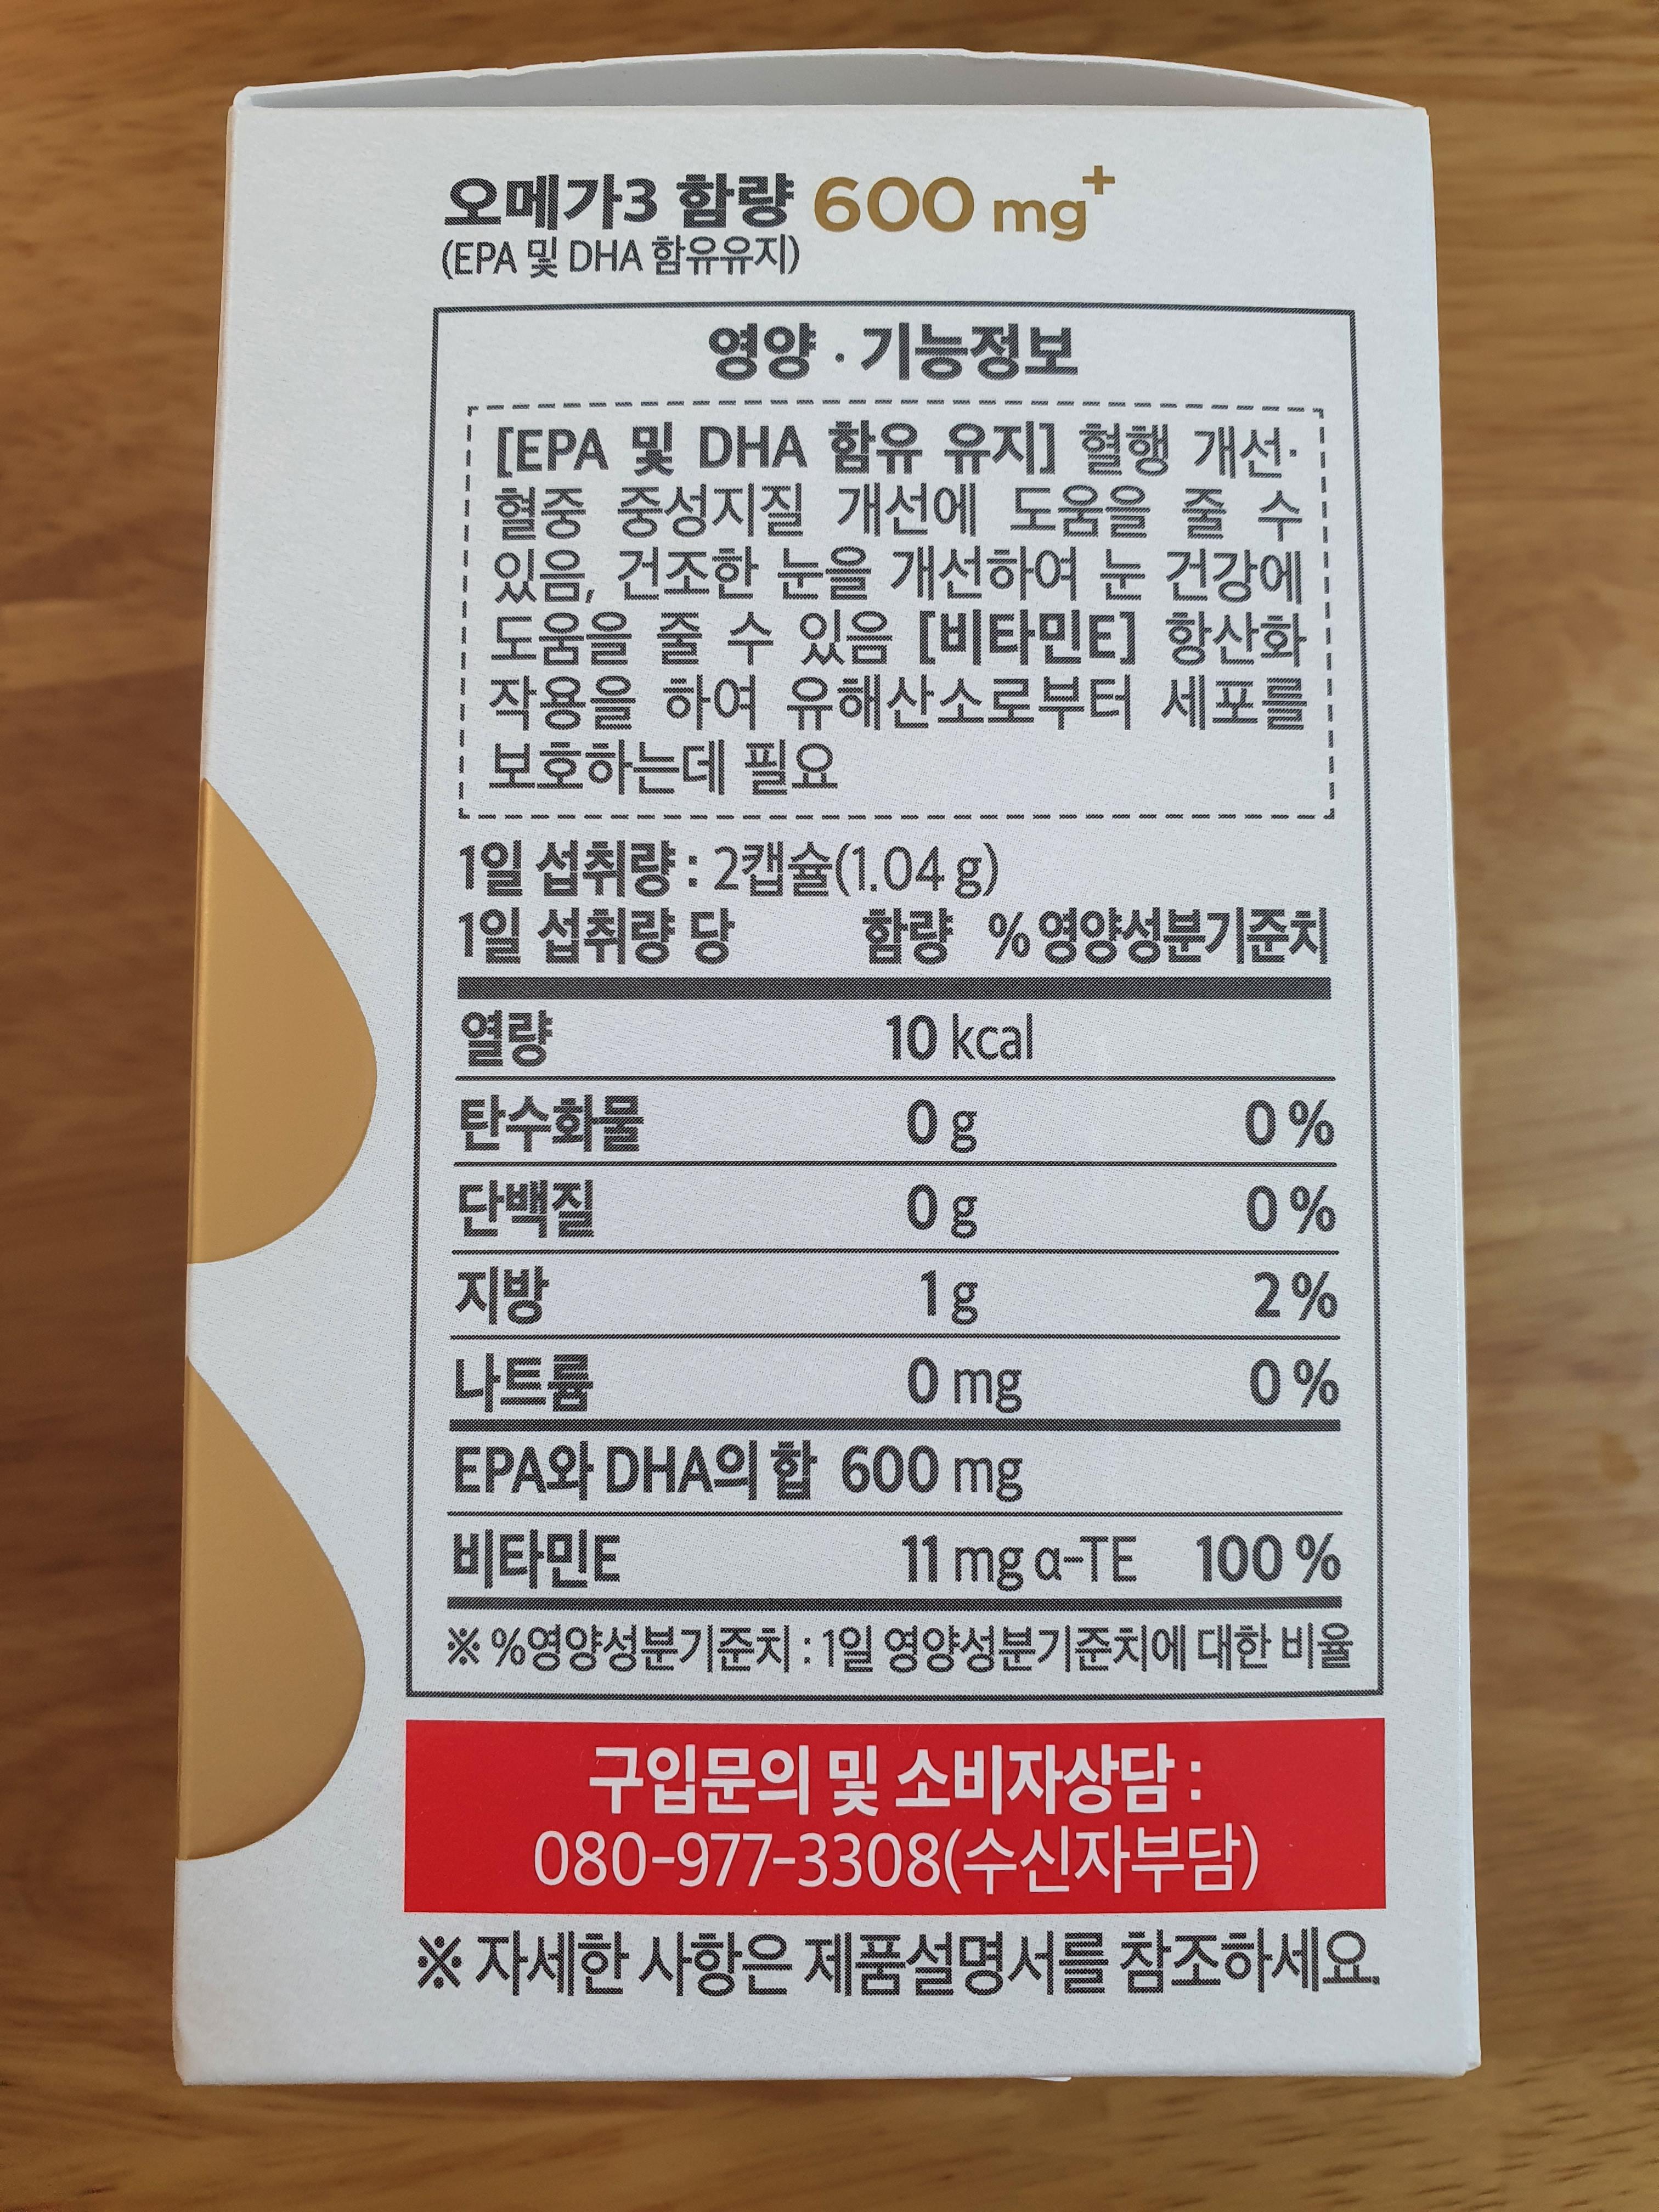 오메가3 함량 600 mg+
(EPA 및 DHA 함유유지)
영양·기능정보
[EPA 및 DHA 함유 유지] 혈행 개선·
혈중 중성지질 개선에 도움을 줄 수
있음, 건조한 눈을 개선하여 눈 건강에
도움을 줄 수 있음 [비타민E] 항산화
작용을 하여 유해산소로부터 세포를
보호하는데 필요
1일 섭취량 : 2캡슐(1.04 g)
1일 섭취량 당 함량 % 영양성분기준치
열량 10 kcal
탄수화물 0 g 0 %
단백질 0 g 0 %
지방 1 g 2 %
나트륨 0 mg 0 %
EPA와 DHA의 합 600 mg
비타민E 11 mg α-TE 100 %
※ %영양성분기준치 : 1일 영양성분기준치에 대한 비율
구입문의 및 소비자상담 :
080-977-3308(수신자부담)
※ 자세한 사항은 제품설명서를 참조하세요.